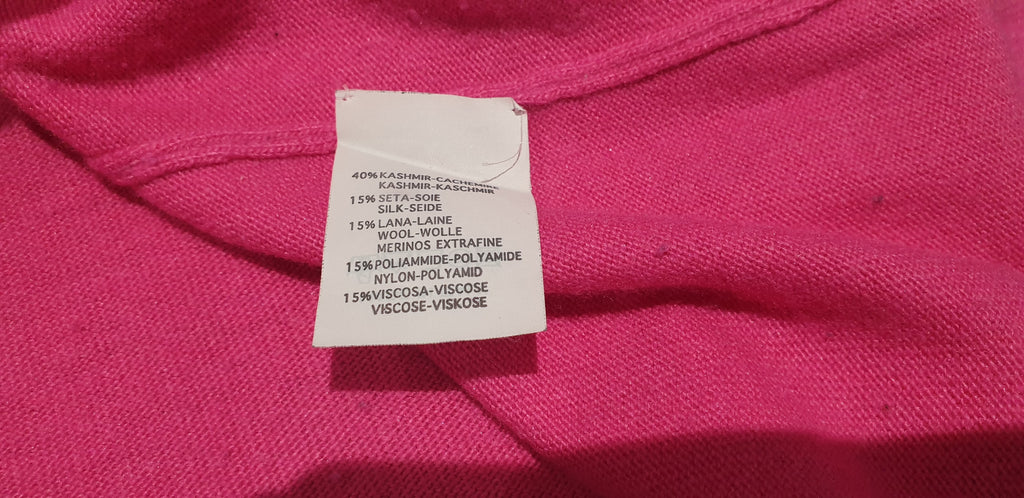 40% KASHMIR-CACHEMIRE
KASHMIR-KASCHMIR
15% SETA-SOIE
SILK-SEIDE
15% LANA-LAINE
WOOL-WOLLE
MERINOS EXTRAFINE
15% POLIAMMIDE-POLYAMIDE
NYLON-POLYAMID
15% VISCOSA-VISCOSE
VISCOSE-VISKOSE